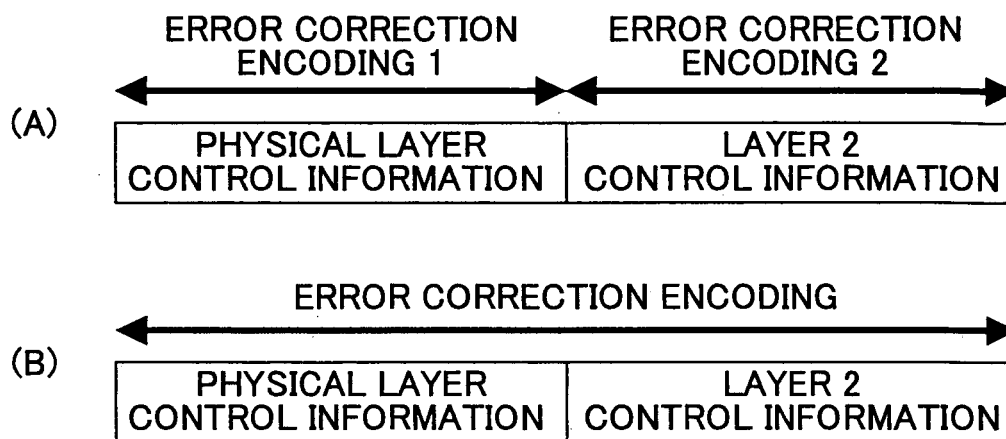 ERROR CORRECTION
ENCODING 1
ERROR CORRECTION
ENCODING 2
(A)
PHYSICAL LAYER
CONTROL INFORMATION
LAYER 2
CONTROL INFORMATION
ERROR CORRECTION ENCODING
(B)
PHYSICAL LAYER
CONTROL INFORMATION
LAYER 2
CONTROL INFORMATION